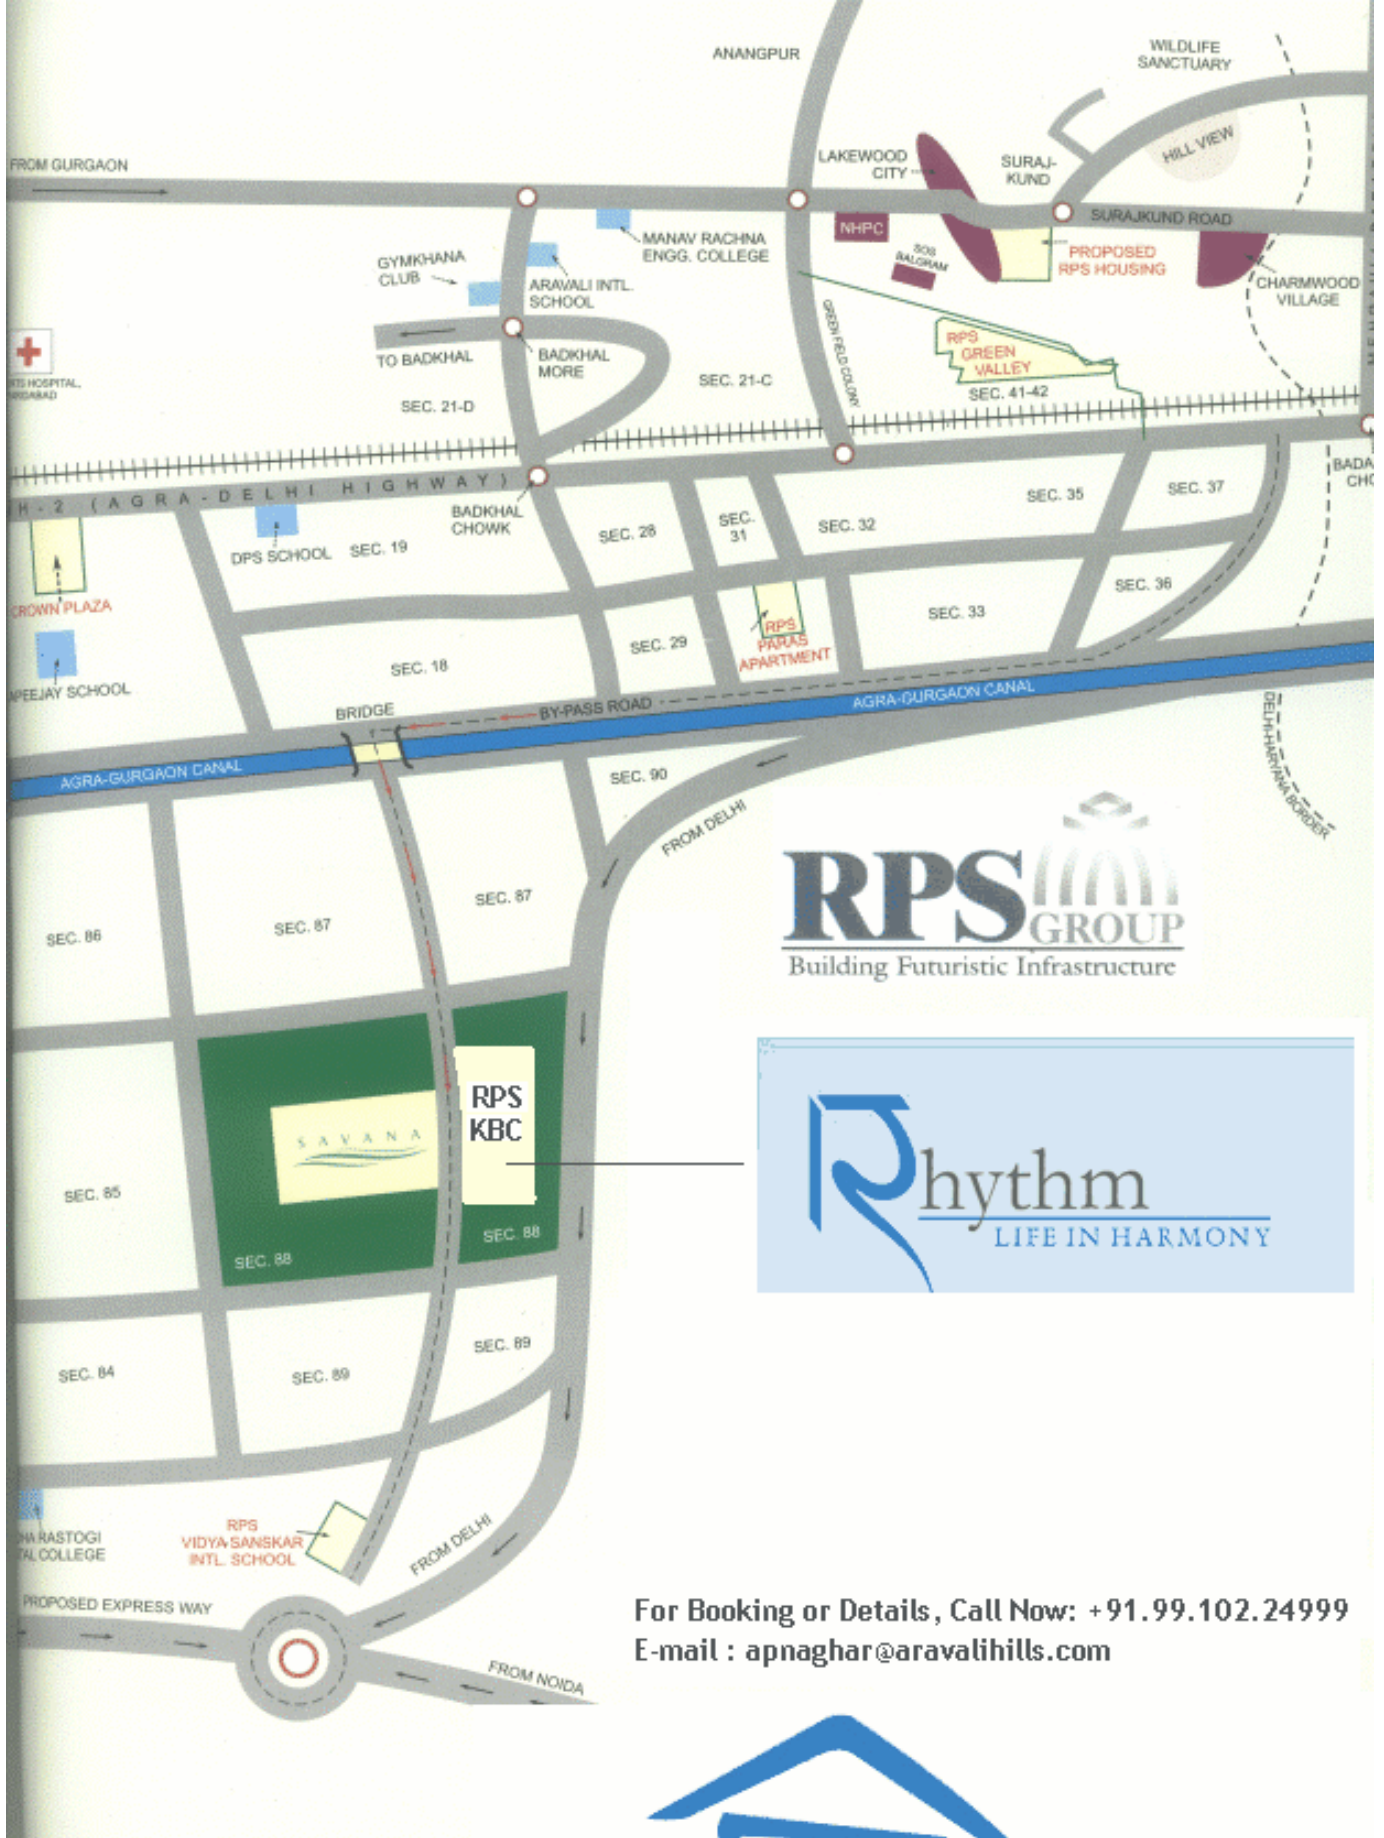 ANANGPUR
WILDLIFE
SANCTUARY
FROM GURGAON
LAKEWOOD
CITY
SURAJ-
KUND
HILL VIEW
SURAJKUND ROAD
NHPC
MANAV RACHNA
ENGG. COLLEGE
SOS
BALGRAM
PROPOSED
RPS HOUSING
GYMKHANA
CLUB
ARAVALI INTL.
SCHOOL
CHARMWOOD
VILLAGE
GREEN FIELD COLONY
RPS
GREEN
VALLEY
TO BADKHAL
BADKHAL
MORE
SEC. 21-C
SEC. 41-42
SEC. 21-D
H-2 (AGRA-DELHI HIGHWAY)
BADKHAL
CHOWK
SEC. 35
SEC. 37
DPS SCHOOL
SEC. 19
SEC. 28
SEC.
31
SEC. 32
CROWN PLAZA
SEC. 36
SEC. 33
RPS
PARAS
APARTMENT
SEC. 29
SEC. 18
APEEJAY SCHOOL
BRIDGE
BY-PASS ROAD
AGRA-GURGAON CANAL
AGRA-GURGAON CANAL
DELHI-HARYANA BORDER
SEC. 90
FROM DELHI
RPS
GROUP
Building Futuristic Infrastructure
SEC. 86
SEC. 87
SEC. 87
RPS
KBC
SAVANA
Rhythm
LIFE IN HARMONY
SEC. 85
SEC. 88
SEC. 88
SEC. 84
SEC. 89
SEC. 89
RASTOGI
COLLEGE
RPS
VIDYA SANSKAR
INTL. SCHOOL
FROM DELHI
PROPOSED EXPRESS WAY
FROM NOIDA
For Booking or Details, Call Now: +91.99.102.24999
E-mail : apnaghar@aravalihills.com